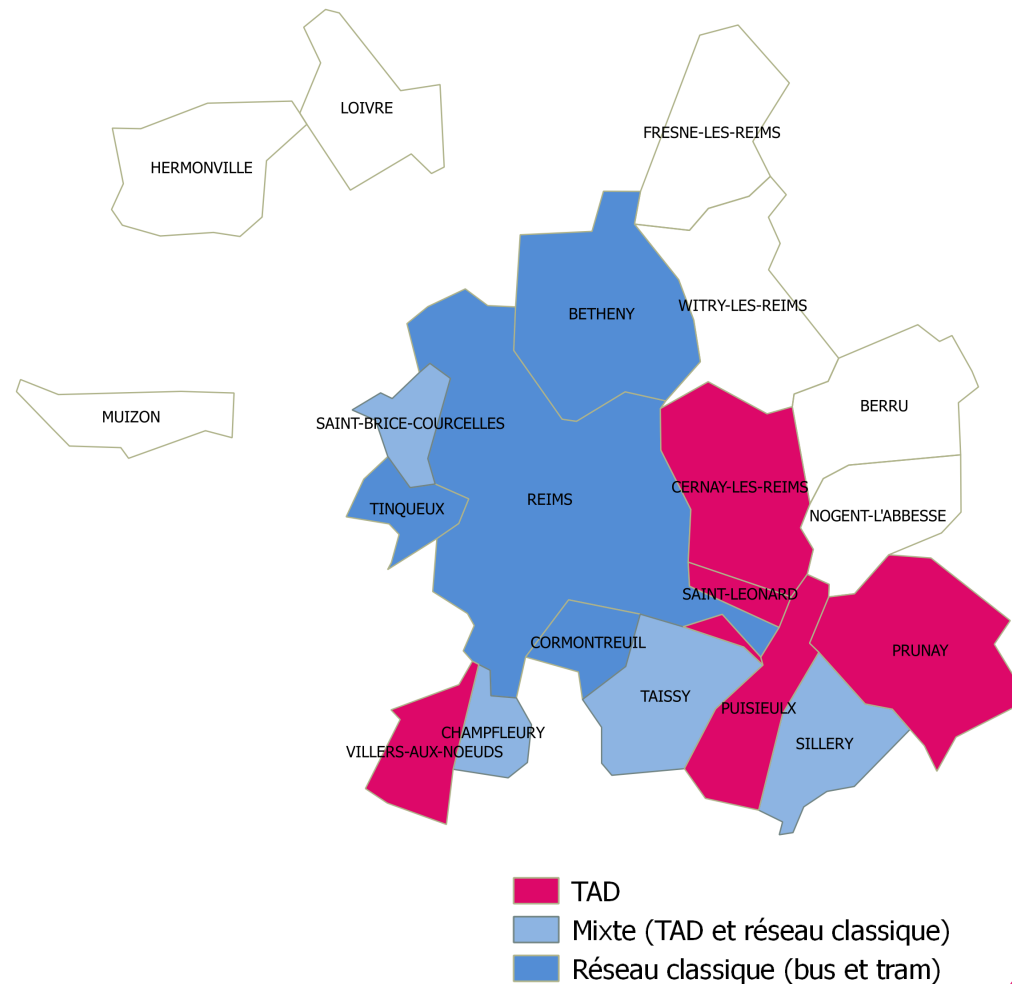 LOIVRE
FRESNE-LES-REIMS
HERMONVILLE
WITRY-LES-REIMS
BETHENY
BERRU
MUIZON
SAINT-BRICE-COURCELLES
CERNAY-LES-REIMS
REIMS
TINQUEUX
NOGENT-L'ABBESSE
SAINT-LEONARD
CORMONTREUIL
PRUNAY
TAISSY
PUISIEULX
CHAMPFLEURY
SILLERY
VILLERS-AUX-NOEUDS
TAD
Mixte (TAD et réseau classique)
Réseau classique (bus et tram)